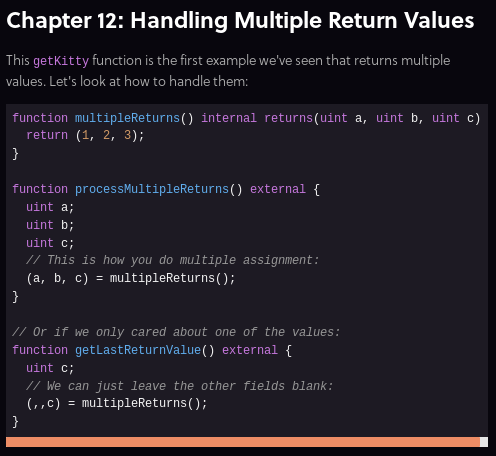 Chapter 12: Handling Multiple Return Values
This getKitty function is the first example we've seen that returns multiple
values. Let's look at how to handle them:
function multipleReturns() internal returns(uint a, uint b, uint c)
  return (1, 2, 3);
}

function processMultipleReturns() external {
  uint a;
  uint b;
  uint c;
  // This is how you do multiple assignment:
  (a, b, c) = multipleReturns();
}

// Or if we only cared about one of the values:
function getLastReturnValue() external {
  uint c;
  // We can just leave the other fields blank:
  (,,c) = multipleReturns();
}